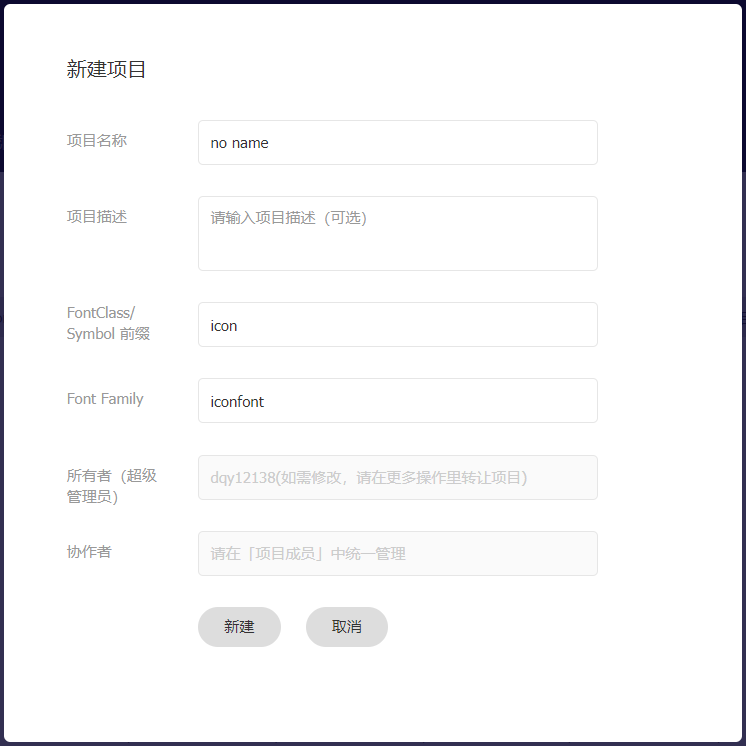 新建项目
项目名称
no name
项目描述
请输入项目描述（可选）
FontClass/
Symbol 前缀
icon
Font Family
iconfont
所有者（超级
管理员）
dqy12138(如需修改，请在更多操作里转让项目)
协作者
请在「项目成员」中统一管理
新建
取消